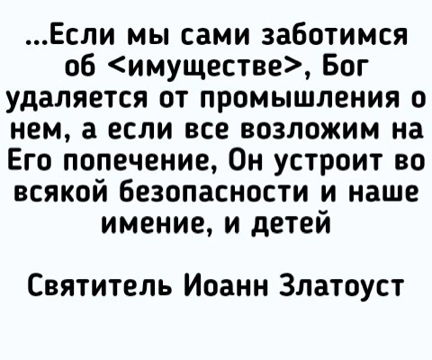 ...Если мы сами заботимся
об <имуществе>, Бог
удаляется от промышления о
нем, а если все возложим на
Его попечение, Он устроит во
всякой безопасности и наше
имение, и детей
Святитель Иоанн Златоуст